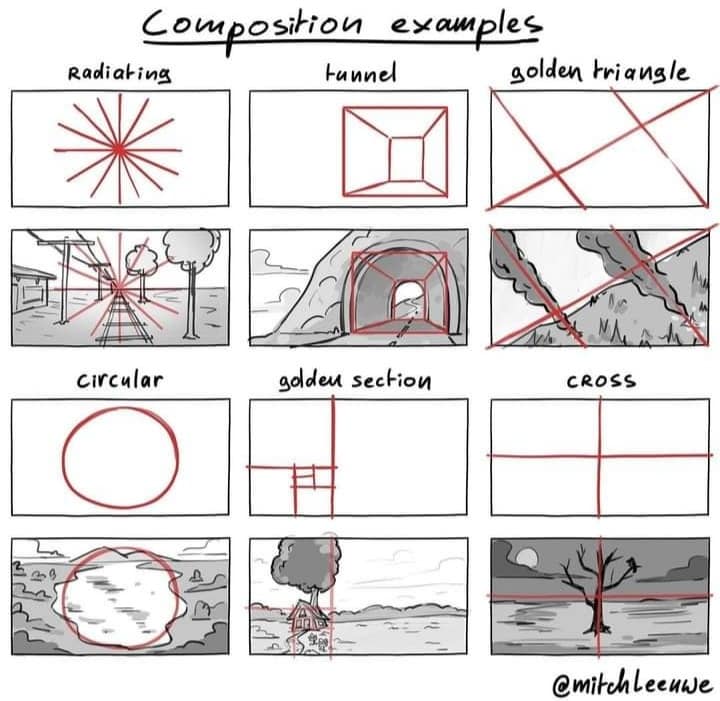 Composition examples
Radiating tunnel golden triangle
circular golden section CROSS
@mitchleeuwe